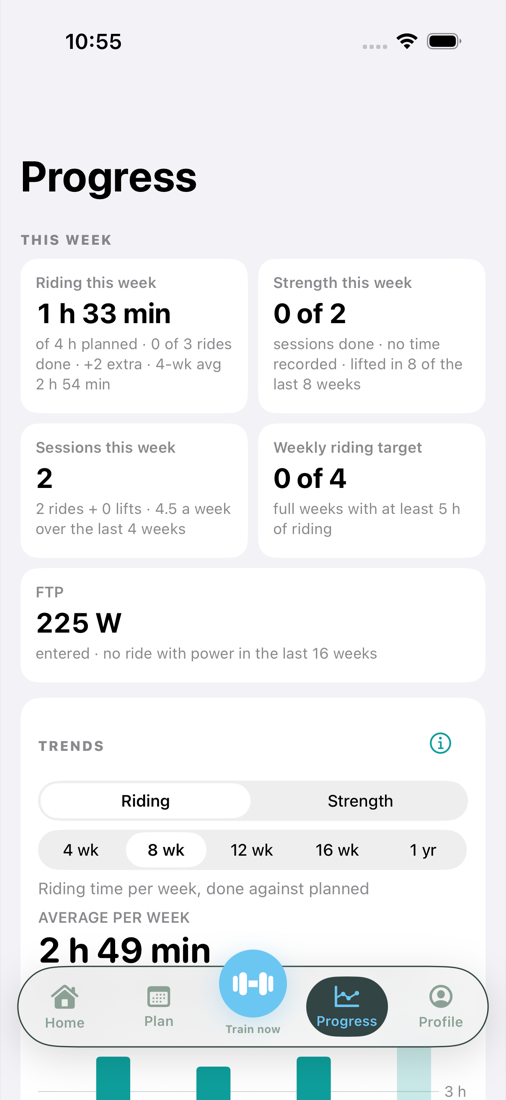 10:55
Progress
THIS WEEK
Riding this week
1 h 33 min
of 4 h planned · 0 of 3 rides
done · +2 extra · 4-wk avg
2 h 54 min
Strength this week
0 of 2
sessions done · no time
recorded · lifted in 8 of the
last 8 weeks
Sessions this week
2
2 rides + 0 lifts · 4.5 a week
over the last 4 weeks
Weekly riding target
0 of 4
full weeks with at least 5 h
of riding
FTP
225 W
entered · no ride with power in the last 16 weeks
TRENDS
Riding
Strength
4 wk
8 wk
12 wk
16 wk
1 yr
Riding time per week, done against planned
AVERAGE PER WEEK
2 h 49 min
Home
Plan
Train now
Progress
Profile
3 h